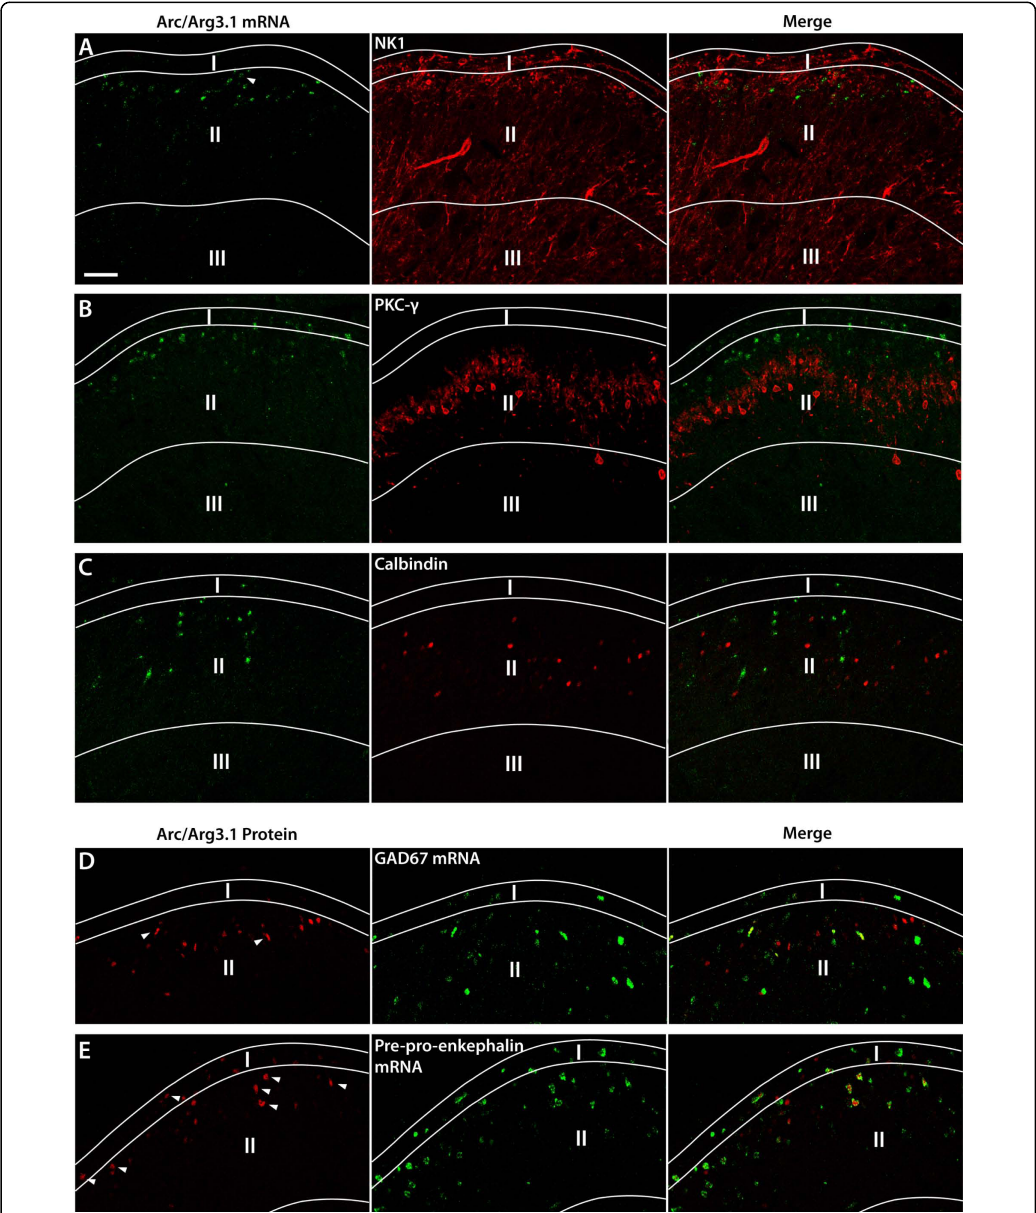 Arc/Arg3.1 mRNA
Merge
A
I
II
III
NK1
I
II
III
I
II
III
B
I
II
III
PKC-γ
I
II
III
I
II
III
C
I
II
III
Calbindin
I
II
III
I
II
III
Arc/Arg3.1 Protein
Merge
D
I
II
GAD67 mRNA
I
II
I
II
E
I
II
Pre-pro-enkephalin
mRNA
I
II
I
II